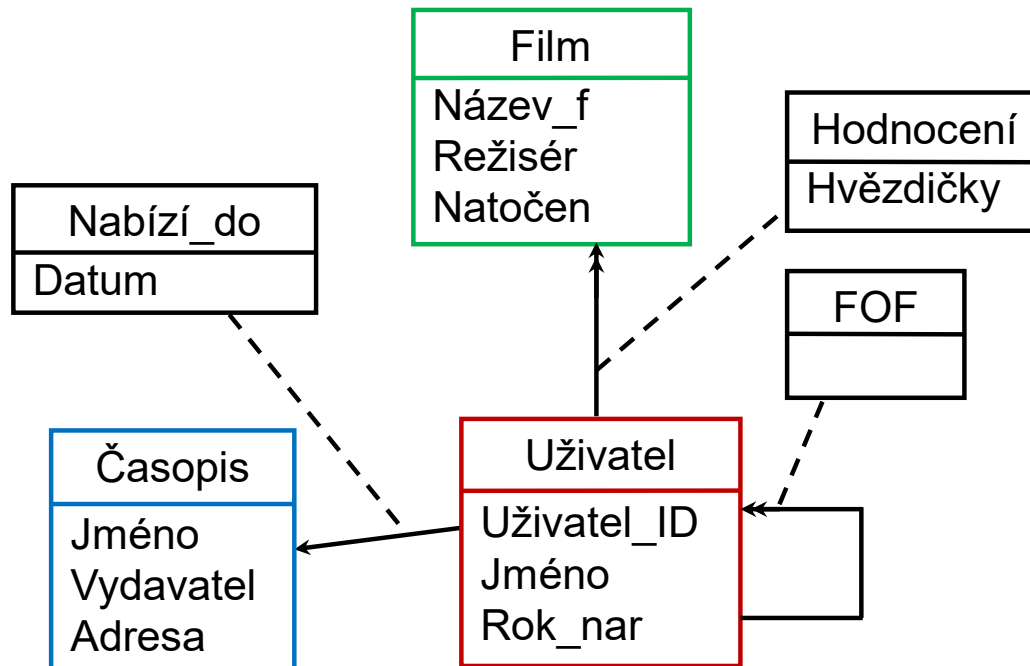 Film
Název_f
Režisér
Natočen
Hodnocení
Hvězdičky
Nabízí_do
Datum
FOF
Časopis
Jméno
Vydavatel
Adresa
Uživatel
Uživatel_ID
Jméno
Rok_nar